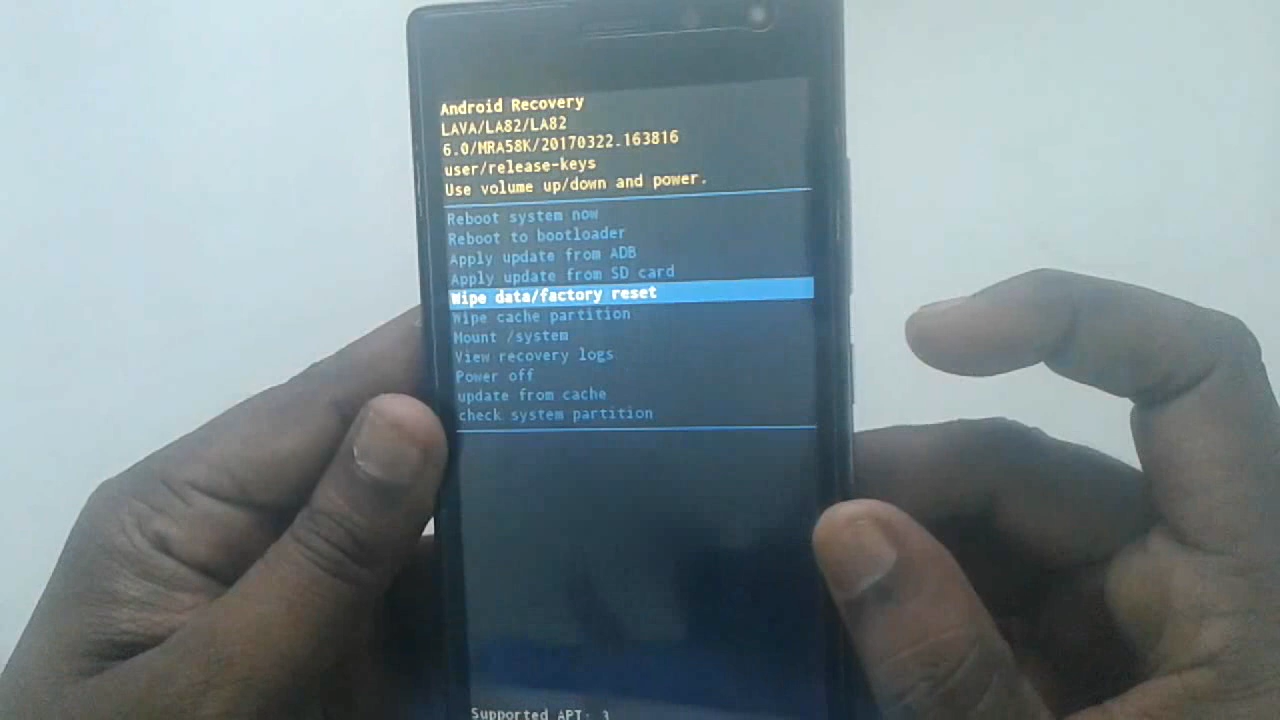 Android Recovery
LAVA/LA82/LA82
6.0/MRA58K/20170322.163816
user/release-keys
Use volume up/down and power.
Reboot system now
Reboot to bootloader
Apply update from ADB
Apply update from SD card
Wipe data/factory reset
Wipe cache partition
Mount /system
View recovery logs
Power off
update from cache
check system partition
Supported API: 3